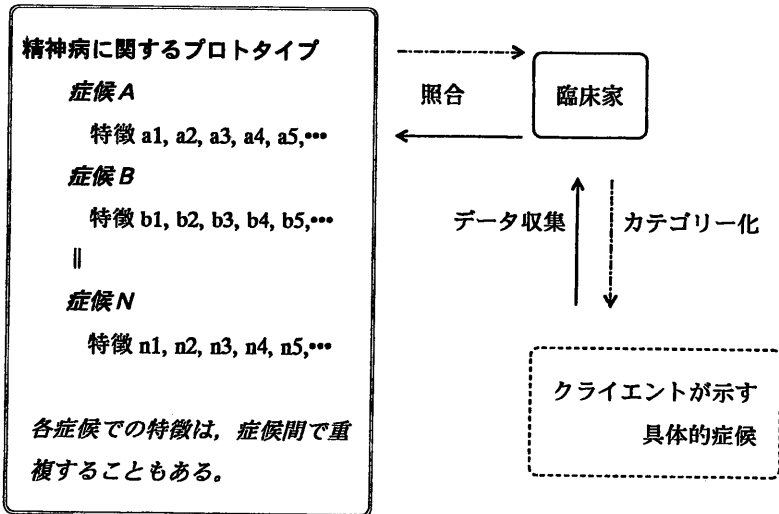 精神病に関するプロトタイプ
症候A
特徴 a1, a2, a3, a4, a5,•••
症候B
特徴 b1, b2, b3, b4, b5,•••
||
症候N
特徴 n1, n2, n3, n4, n5,•••
各症候での特徴は，症候間で重
複することもある。
照合
臨床家
データ収集
カテゴリー化
クライエントが示す
具体的症候